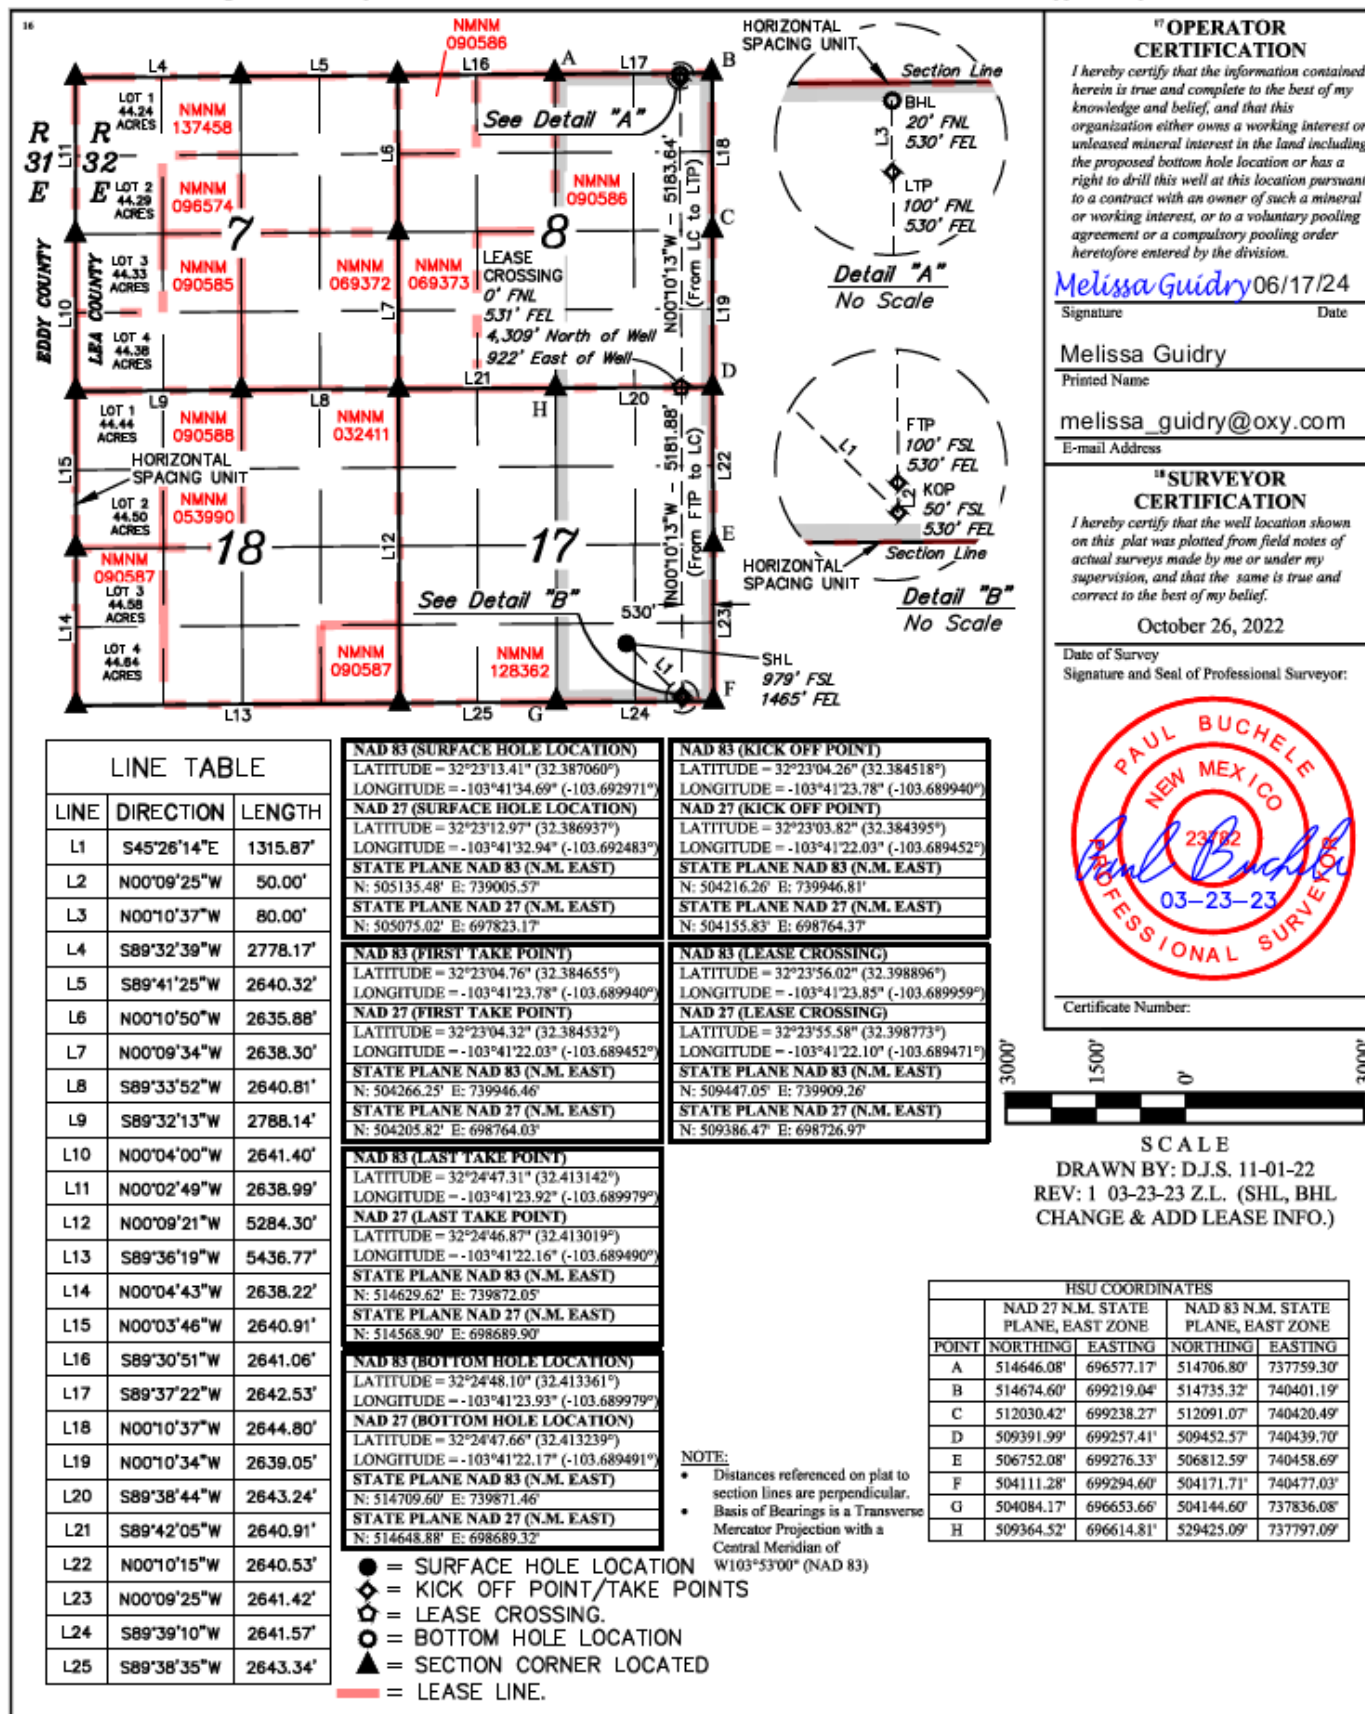 16
NMNM
090586
L4
L5
L16
A
L17
B
LOT 1
44.24
ACRES
NMNM
137458
See Detail "A"
R R
31 32
E E
L11
L6
L18
LOT 2
44.29
ACRES
NMNM
096574
NMNM
090586
7
8
C
LOT 3
44.33
ACRES
NMNM
090585
NMNM
069372
NMNM
069373
LEASE
CROSSING
0' FNL
531' FEL
4,309' North of Well
922' East of Well
N00°10'13"W - 5183.64'
(From LC to LTP)
EDDY COUNTY
LEA COUNTY
L10
L7
L19
LOT 4
44.38
ACRES
L9
L8
L21
H
L20
D
LOT 1
44.44
ACRES
NMNM
090588
NMNM
032411
HORIZONTAL
SPACING UNIT
L15
L22
LOT 2
44.50
ACRES
NMNM
053990
18
17
L12
N00°10'13"W - 5181.88'
(From FTP to LC)
E
NMNM
090587
LOT 3
44.58
ACRES
See Detail "B"
530'
L14
L23
LOT 4
44.64
ACRES
NMNM
090587
NMNM
128362
L1
SHL
979' FSL
1465' FEL
L13
L25
G
L24
F
HORIZONTAL
SPACING UNIT
Section Line
BHL
20' FNL
530' FEL
L3
LTP
100' FNL
530' FEL
Detail "A"
No Scale
L1
FTP
100' FSL
530' FEL
L2
KOP
50' FSL
530' FEL
Section Line
HORIZONTAL
SPACING UNIT
Detail "B"
No Scale
17 OPERATOR
CERTIFICATION
I hereby certify that the information contained
herein is true and complete to the best of my
knowledge and belief, and that this
organization either owns a working interest or
unleased mineral interest in the land including
the proposed bottom hole location or has a
right to drill this well at this location pursuant
to a contract with an owner of such a mineral
or working interest, or to a voluntary pooling
agreement or a compulsory pooling order
heretofore entered by the division.
Melissa Guidry 06/17/24
Signature Date
Melissa Guidry
Printed Name
melissa_guidry@oxy.com
E-mail Address
18 SURVEYOR
CERTIFICATION
I hereby certify that the well location shown
on this plat was plotted from field notes of
actual surveys made by me or under my
supervision, and that the same is true and
correct to the best of my belief.
October 26, 2022
Date of Survey
Signature and Seal of Professional Surveyor:
PAUL BUCHELE
NEW MEXICO
23782
Paul Buchele
03-23-23
PROFESSIONAL SURVEYOR
Certificate Number:
3000' 1500' 0' 3000'
SCALE
DRAWN BY: D.J.S. 11-01-22
REV: 1 03-23-23 Z.L. (SHL, BHL
CHANGE & ADD LEASE INFO.)
LINE TABLE
LINE DIRECTION LENGTH
L1 S45°26'14"E 1315.87'
L2 N00°09'25"W 50.00'
L3 N00°10'37"W 80.00'
L4 S89°32'39"W 2778.17'
L5 S89°41'25"W 2640.32'
L6 N00°10'50"W 2635.88'
L7 N00°09'34"W 2638.30'
L8 S89°33'52"W 2640.81'
L9 S89°32'13"W 2788.14'
L10 N00°04'00"W 2641.40'
L11 N00°02'49"W 2638.99'
L12 N00°09'21"W 5284.30'
L13 S89°36'19"W 5436.77'
L14 N00°04'43"W 2638.22'
L15 N00°03'46"W 2640.91'
L16 S89°30'51"W 2641.06'
L17 S89°37'22"W 2642.53'
L18 N00°10'37"W 2644.80'
L19 N00°10'34"W 2639.05'
L20 S89°38'44"W 2643.24'
L21 S89°42'05"W 2640.91'
L22 N00°10'15"W 2640.53'
L23 N00°09'25"W 2641.42'
L24 S89°39'10"W 2641.57'
L25 S89°38'35"W 2643.34'
NAD 83 (SURFACE HOLE LOCATION)
LATITUDE = 32°23'13.41" (32.387060°)
LONGITUDE = -103°41'34.69" (-103.692971°)
NAD 27 (SURFACE HOLE LOCATION)
LATITUDE = 32°23'12.97" (32.386937°)
LONGITUDE = -103°41'32.94" (-103.692483°)
STATE PLANE NAD 83 (N.M. EAST)
N: 505135.48' E: 739005.57'
STATE PLANE NAD 27 (N.M. EAST)
N: 505075.02' E: 697823.17'
NAD 83 (KICK OFF POINT)
LATITUDE = 32°23'04.26" (32.384518°)
LONGITUDE = -103°41'23.78" (-103.689940°)
NAD 27 (KICK OFF POINT)
LATITUDE = 32°23'03.82" (32.384395°)
LONGITUDE = -103°41'22.03" (-103.689452°)
STATE PLANE NAD 83 (N.M. EAST)
N: 504216.26' E: 739946.81'
STATE PLANE NAD 27 (N.M. EAST)
N: 504155.83' E: 698764.37'
NAD 83 (FIRST TAKE POINT)
LATITUDE = 32°23'04.76" (32.384655°)
LONGITUDE = -103°41'23.78" (-103.689940°)
NAD 27 (FIRST TAKE POINT)
LATITUDE = 32°23'04.32" (32.384532°)
LONGITUDE = -103°41'22.03" (-103.689452°)
STATE PLANE NAD 83 (N.M. EAST)
N: 504266.25' E: 739946.46'
STATE PLANE NAD 27 (N.M. EAST)
N: 504205.82' E: 698764.03'
NAD 83 (LEASE CROSSING)
LATITUDE = 32°23'56.02" (32.398896°)
LONGITUDE = -103°41'23.85" (-103.689959°)
NAD 27 (LEASE CROSSING)
LATITUDE = 32°23'55.58" (32.398773°)
LONGITUDE = -103°41'22.10" (-103.689471°)
STATE PLANE NAD 83 (N.M. EAST)
N: 509447.05' E: 739909.26'
STATE PLANE NAD 27 (N.M. EAST)
N: 509386.47' E: 698726.97'
NAD 83 (LAST TAKE POINT)
LATITUDE = 32°24'47.31" (32.413142°)
LONGITUDE = -103°41'23.92" (-103.689979°)
NAD 27 (LAST TAKE POINT)
LATITUDE = 32°24'46.87" (32.413019°)
LONGITUDE = -103°41'22.16" (-103.689490°)
STATE PLANE NAD 83 (N.M. EAST)
N: 514629.62' E: 739872.05'
STATE PLANE NAD 27 (N.M. EAST)
N: 514568.90' E: 698689.90'
NAD 83 (BOTTOM HOLE LOCATION)
LATITUDE = 32°24'48.10" (32.413361°)
LONGITUDE = -103°41'23.93" (-103.689979°)
NAD 27 (BOTTOM HOLE LOCATION)
LATITUDE = 32°24'47.66" (32.413239°)
LONGITUDE = -103°41'22.17" (-103.689491°)
STATE PLANE NAD 83 (N.M. EAST)
N: 514709.60' E: 739871.46'
STATE PLANE NAD 27 (N.M. EAST)
N: 514648.88' E: 698689.32'
HSU COORDINATES
NAD 27 N.M. STATE
PLANE, EAST ZONE
NAD 83 N.M. STATE
PLANE, EAST ZONE
POINT NORTHING EASTING NORTHING EASTING
A 514646.08' 696577.17' 514706.80' 737759.30'
B 514674.60' 699219.04' 514735.32' 740401.19'
C 512030.42' 699238.27' 512091.07' 740420.49'
D 509391.99' 699257.41' 509452.57' 740439.70'
E 506752.08' 699276.33' 506812.59' 740458.69'
F 504111.28' 699294.60' 504171.71' 740477.03'
G 504084.17' 696653.66' 504144.60' 737836.08'
H 509364.52' 696614.81' 529425.09' 737797.09'
NOTE:
• Distances referenced on plat to
section lines are perpendicular.
• Basis of Bearings is a Transverse
Mercator Projection with a
Central Meridian of
W103°53'00" (NAD 83)
= SURFACE HOLE LOCATION
= KICK OFF POINT/TAKE POINTS
= LEASE CROSSING.
= BOTTOM HOLE LOCATION
= SECTION CORNER LOCATED
= LEASE LINE.